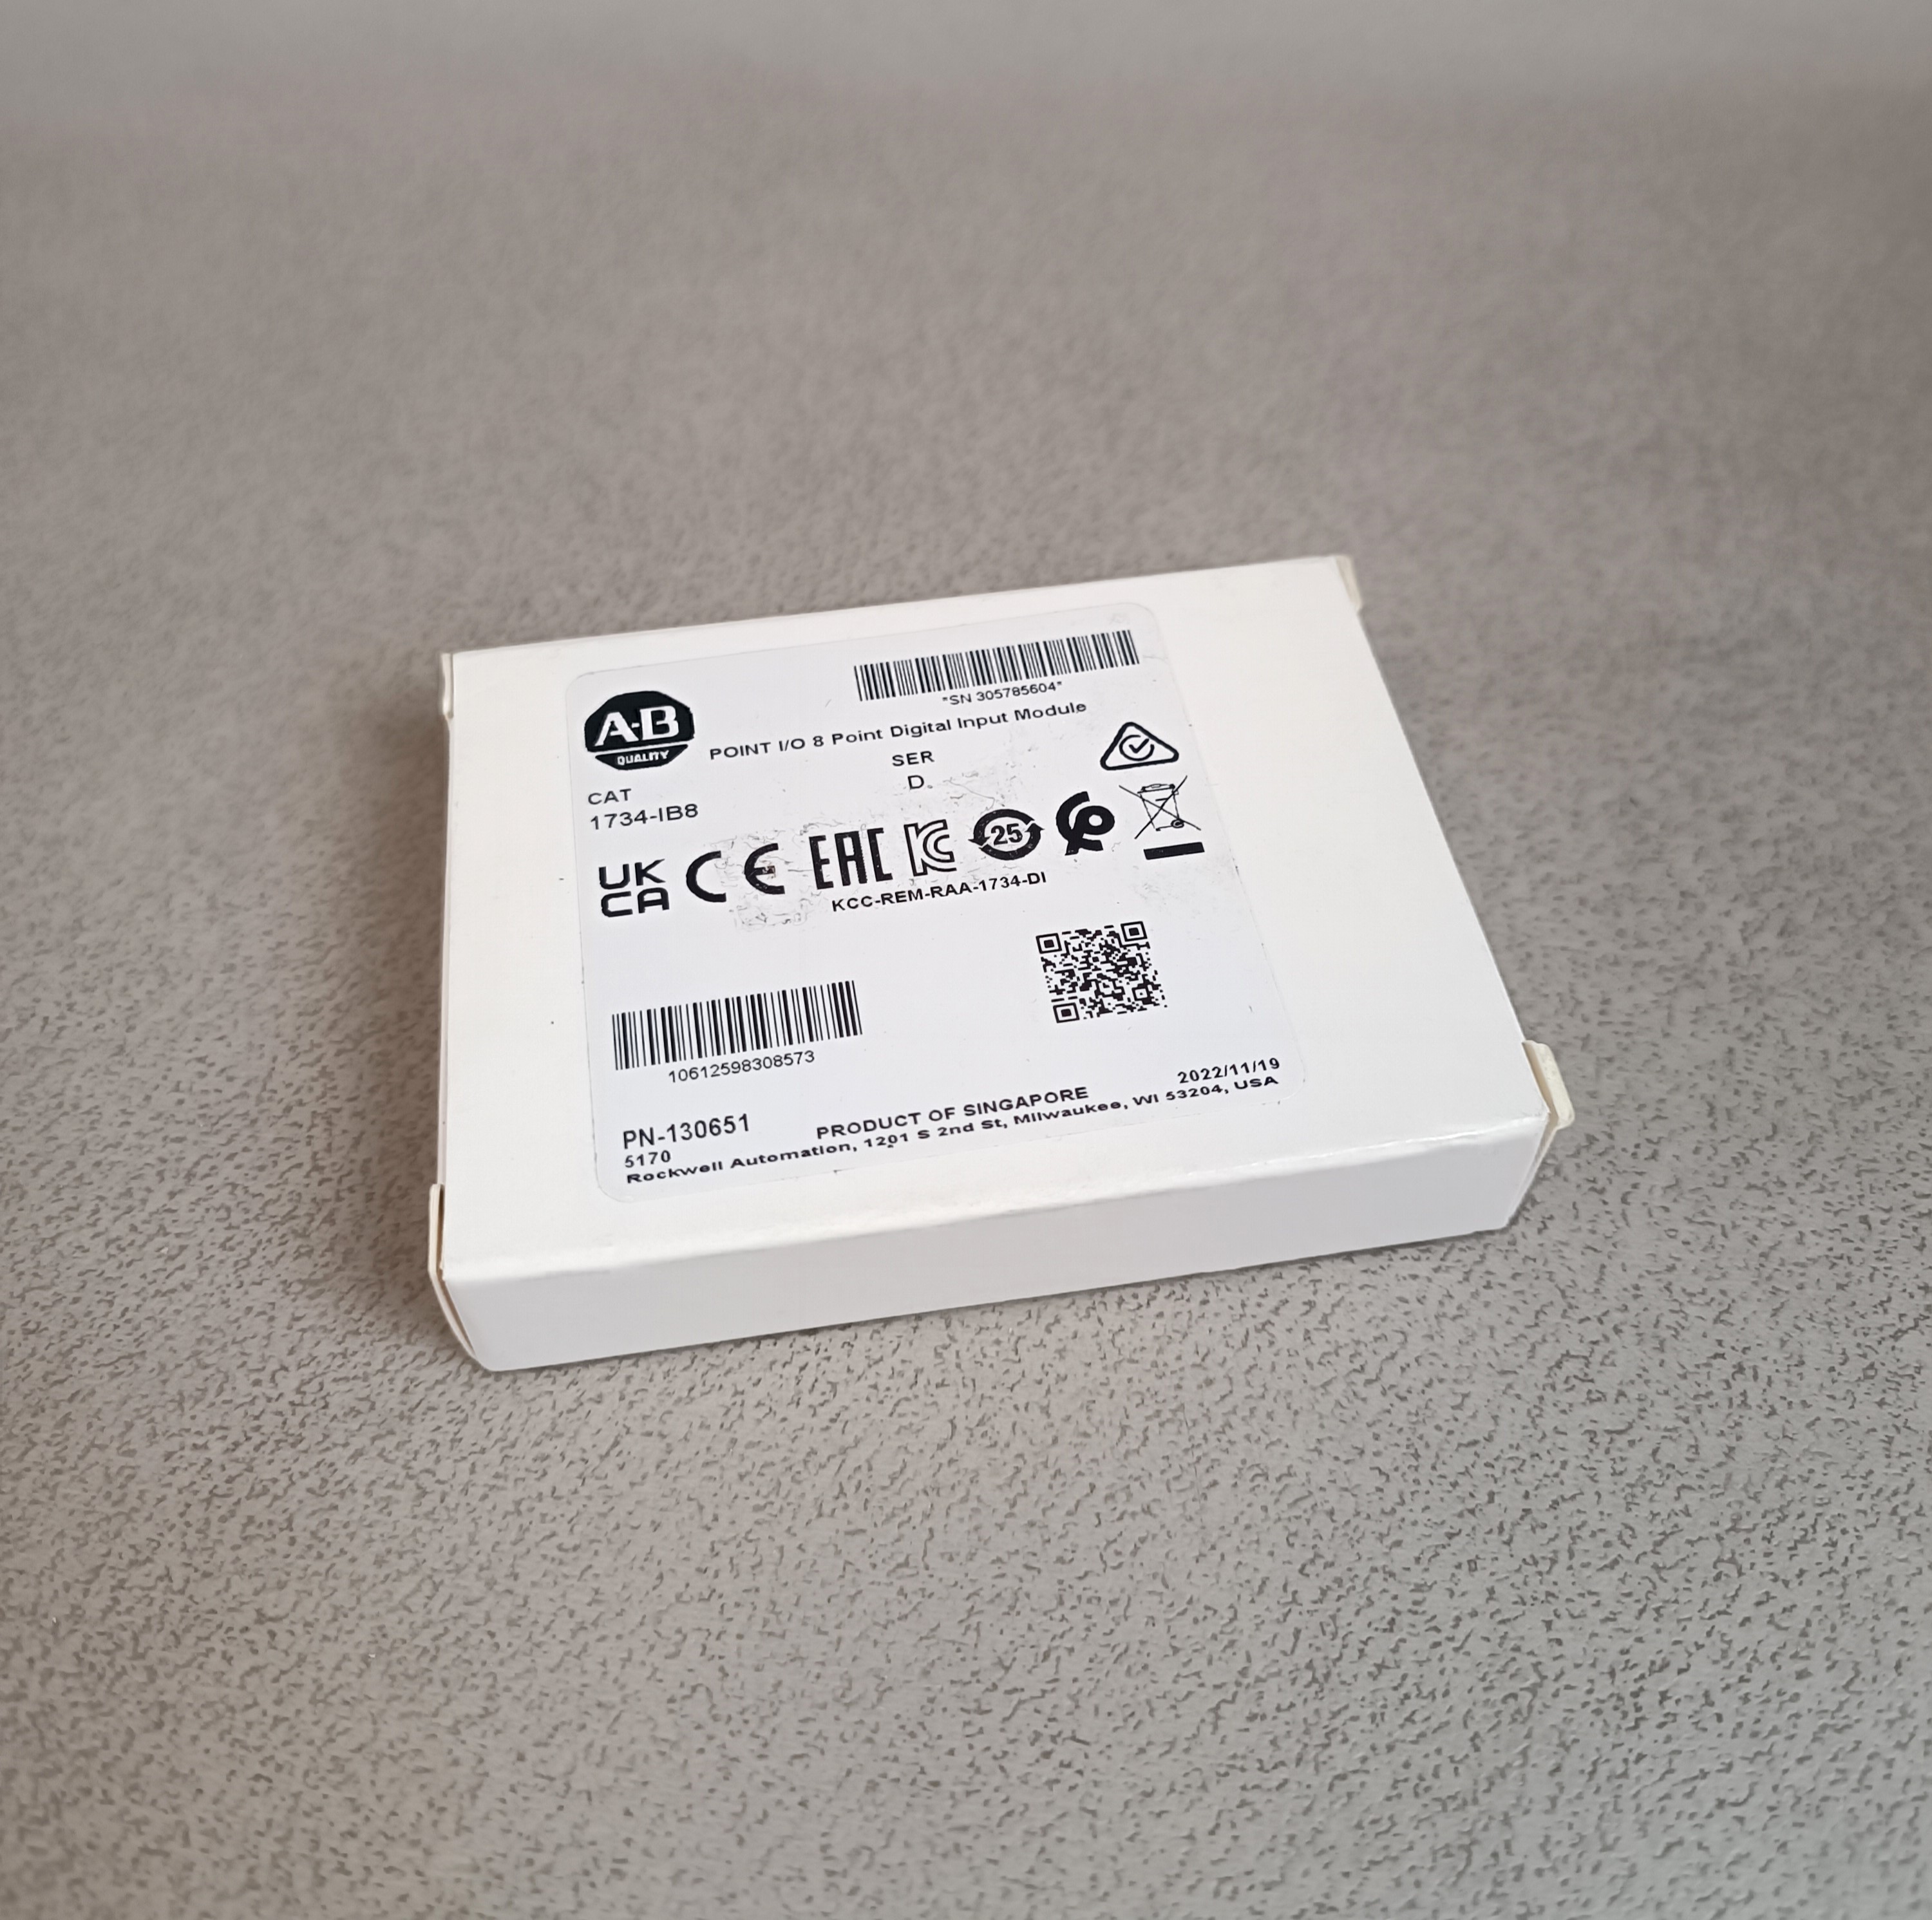 "SN 305785604"
A-B
QUALITY
POINT I/O 8 Point Digital Input Module
SER
D
CAT
1734-IB8
UK
CA
CE
EAC
KC
25
KCC-REM-RAA-1734-DI
10612598308573
2022/11/19
PN-130651
PRODUCT OF SINGAPORE
5170
Rockwell Automation, 1201 S 2nd St, Milwaukee, WI 53204, USA